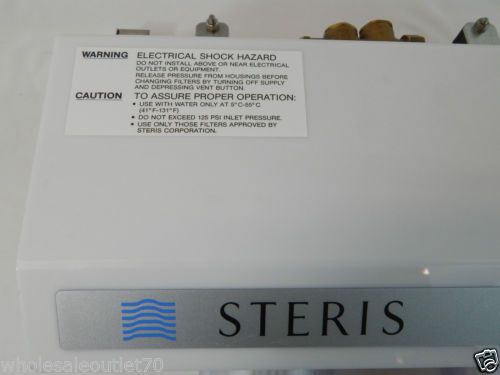 WARNING ELECTRICAL SHOCK HAZARD
DO NOT INSTALL ABOVE OR NEAR ELECTRICAL
OUTLETS OR EQUIPMENT.
RELEASE PRESSURE FROM HOUSINGS BEFORE
CHANGING FILTERS BY TURNING OFF SUPPLY
AND DEPRESSING VENT BUTTON.
CAUTION TO ASSURE PROPER OPERATION:
• USE WITH WATER ONLY AT 5°C-55°C
(41°F-131°F)
• DO NOT EXCEED 125 PSI INLET PRESSURE.
• USE ONLY THOSE FILTERS APPROVED BY
STERIS CORPORATION.
STERIS
wholesaleoutlet70